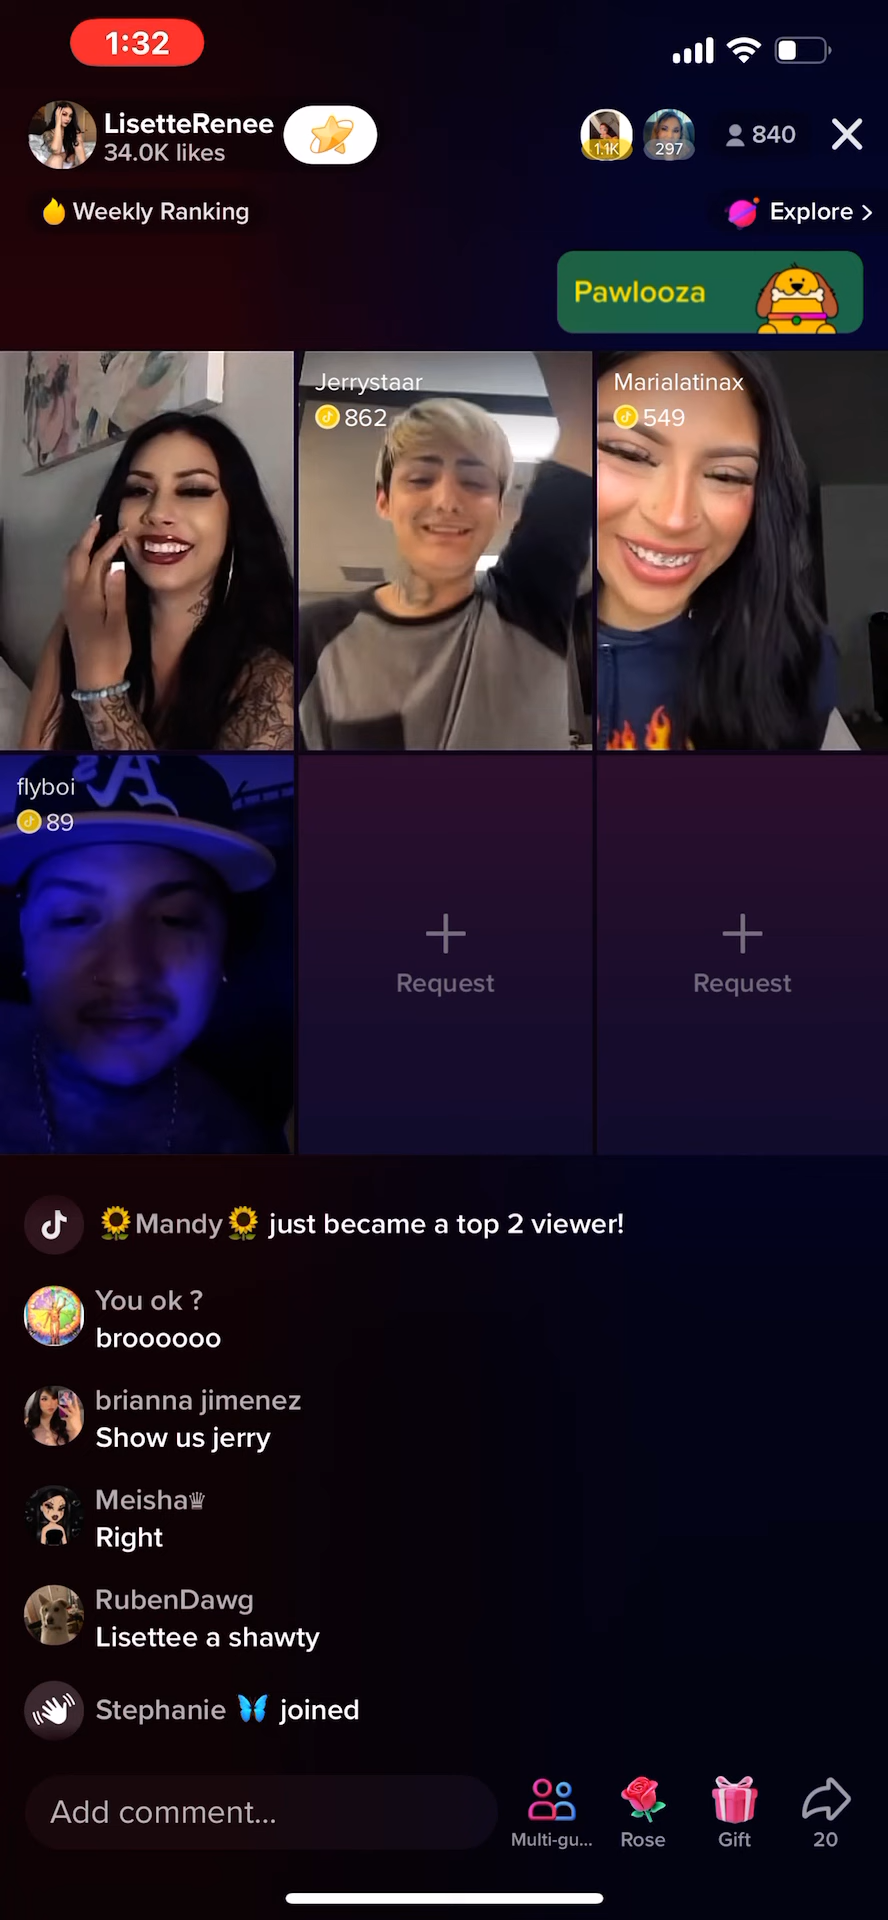 1:32
LisetteRenee
34.0K likes
1.1K
297
840
Weekly Ranking
Explore >
Pawlooza
Jerrystaar
862
Marialatinax
549
flyboi
89
A's
Request
Request
🌻Mandy🌻 just became a top 2 viewer!
You ok ?
broooooo
brianna jimenez
Show us jerry
Meisha♕
Right
RubenDawg
Lisettee a shawty
Stephanie 🦋 joined
Add comment...
Multi-gu...
Rose
Gift
20